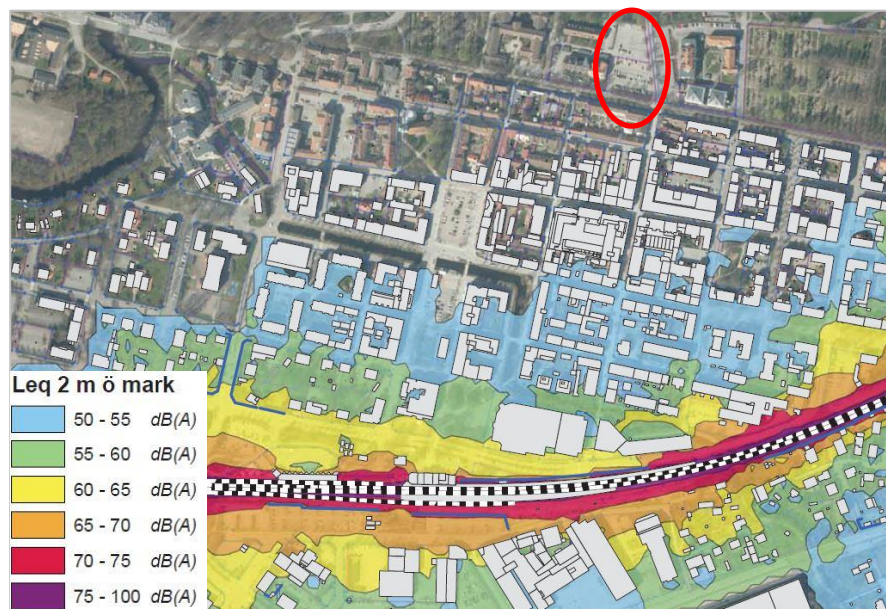 Leq 2 m ö mark
50 - 55 dB(A)
55 - 60 dB(A)
60 - 65 dB(A)
65 - 70 dB(A)
70 - 75 dB(A)
75 - 100 dB(A)